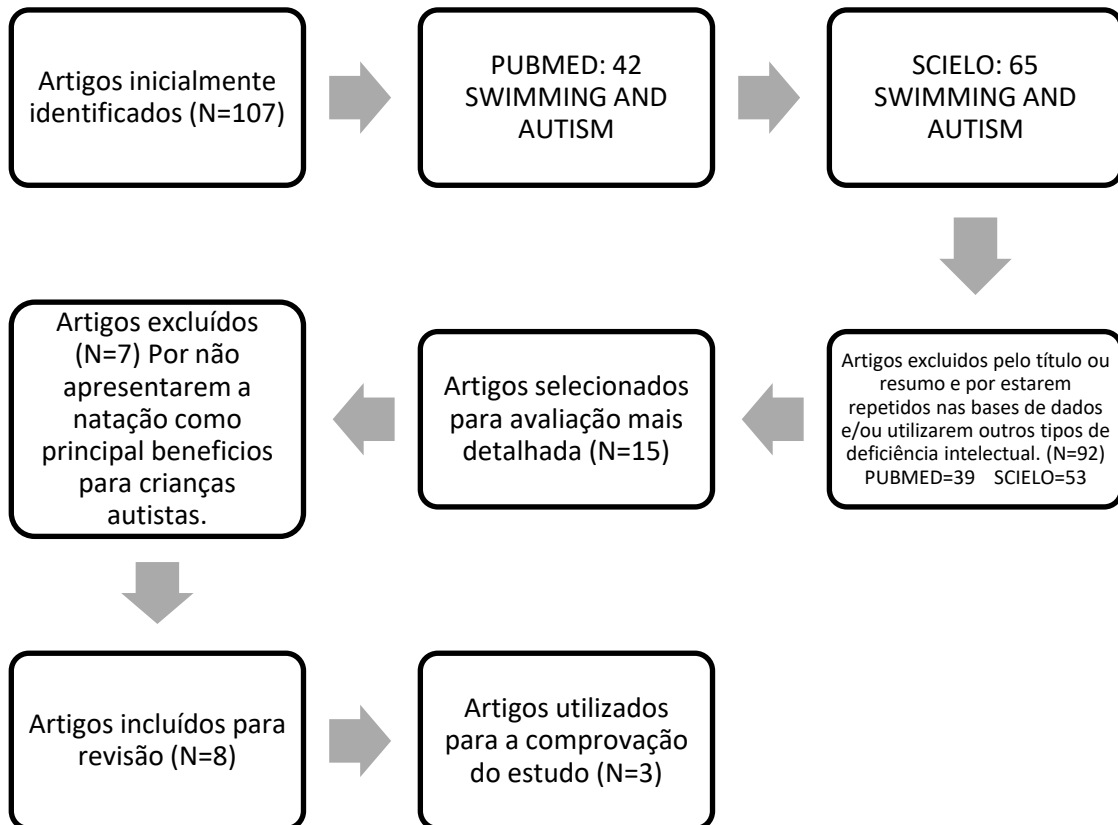 Artigos inicialmente
identificados (N=107)
PUBMED: 42
SWIMMING AND
AUTISM
SCIELO: 65
SWIMMING AND
AUTISM
Artigos excluidos pelo título ou
resumo e por estarem
repetidos nas bases de dados
e/ou utilizarem outros tipos de
deficiência intelectual. (N=92)
PUBMED=39 SCIELO=53
Artigos selecionados
para avaliação mais
detalhada (N=15)
Artigos excluídos
(N=7) Por não
apresentarem a
natação como
principal beneficios
para crianças
autistas.
Artigos incluídos para
revisão (N=8)
Artigos utilizados
para a comprovação
do estudo (N=3)